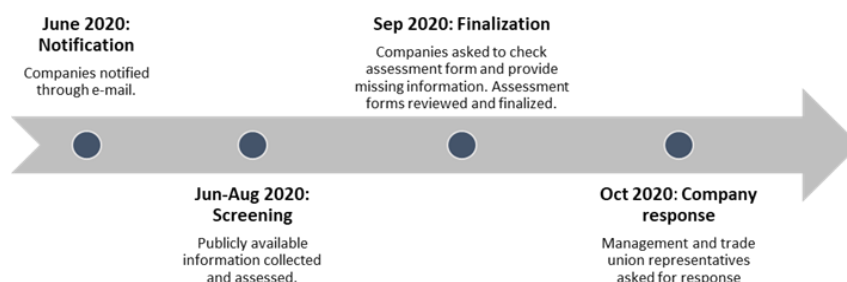 June 2020:
Notification
Companies notified
through e-mail.
Sep 2020: Finalization
Companies asked to check
assessment form and provide
missing information. Assessment
forms reviewed and finalized.
Jun-Aug 2020:
Screening
Publicly available
information collected
and assessed.
Oct 2020: Company
response
Management and trade
union representatives
asked for response